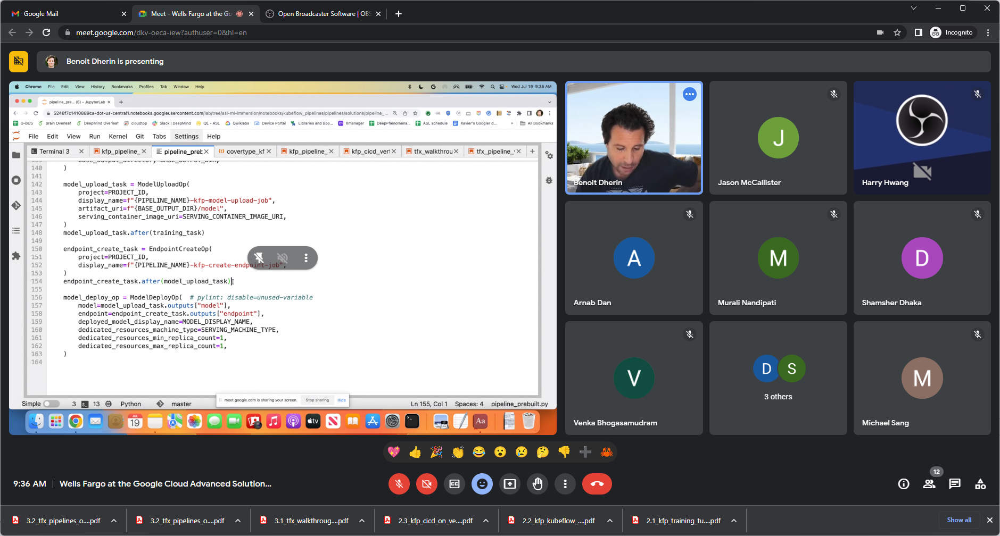 Google Mail
Meet - Wells Fargo at the Go
Open Broadcaster Software | OBS
meet.google.com/dkv-oeca-iew?authuser=0&hl=en
Incognito
Benoit Dherin is presenting
Chrome File Edit View History Bookmarks Profiles Tab Window Help
Wed Jul 19 9:36 AM
pipeline_pre... (6) - JupyterLab
5248f7c1410889ca-dot-us-central1.notebooks.googleusercontent.com/lab/tree/asl-ml-immersion/notebooks/kubeflow_pipelines/pipelines/solutions/pipeline_...
G-BUS Brain Overleaf DeepMind Overleaf cloudtop Slack | DeepMind QL - ASL Qwiklabs Device Portal Libraries and Boo... Xmanager DeepPhenomena... ASL schedule Xavier's Googler d... » All Bookmarks
File Edit View Run Kernel Git Tabs Settings Help
Terminal 3 kfp_pipeline_ pipeline_preb covertype_kf kfp_pipeline_ kfp_cicd_vert tfx_walkthrou tfx_pipeline_
base_output_directory=BASE_OUTPUT_DIR,
140 )
141
142 model_upload_task = ModelUploadOp(
143 project=PROJECT_ID,
144 display_name=f"{PIPELINE_NAME}-kfp-model-upload-job",
145 artifact_uri=f"{BASE_OUTPUT_DIR}/model",
146 serving_container_image_uri=SERVING_CONTAINER_IMAGE_URI,
147 )
148 model_upload_task.after(training_task)
149
150 endpoint_create_task = EndpointCreateOp(
151 project=PROJECT_ID,
152 display_name=f"{PIPELINE_NAME}-kfp-create-endpoint-job",
153 )
154 endpoint_create_task.after(model_upload_task)
155
156 model_deploy_op = ModelDeployOp( # pylint: disable=unused-variable
157 model=model_upload_task.outputs["model"],
158 endpoint=endpoint_create_task.outputs["endpoint"],
159 deployed_model_display_name=MODEL_DISPLAY_NAME,
160 dedicated_resources_machine_type=SERVING_MACHINE_TYPE,
161 dedicated_resources_min_replica_count=1,
162 dedicated_resources_max_replica_count=1,
163 )
164
meet.google.com is sharing your screen. Stop sharing Hide
Simple 3 13 Python master Ln 155, Col 1 Spaces: 4 pipeline_prebuilt.py
JUL
19
tv
Aa
Benoit Dherin
J
Jason McCallister
Harry Hwang
A
Arnab Dan
M
Murali Nandipati
D
Shamsher Dhaka
V
Venka Bhogasamudram
D S
3 others
M
Michael Sang
9:36 AM | Wells Fargo at the Google Cloud Advanced Solution...
CC
12
3.2_tfx_pipelines_o....pdf
3.2_tfx_pipelines_o....pdf
3.1_tfx_walkthroug....pdf
2.3_kfp_cicd_on_ve....pdf
2.2_kfp_kubeflow_....pdf
2.1_kfp_training_tu....pdf
Show all